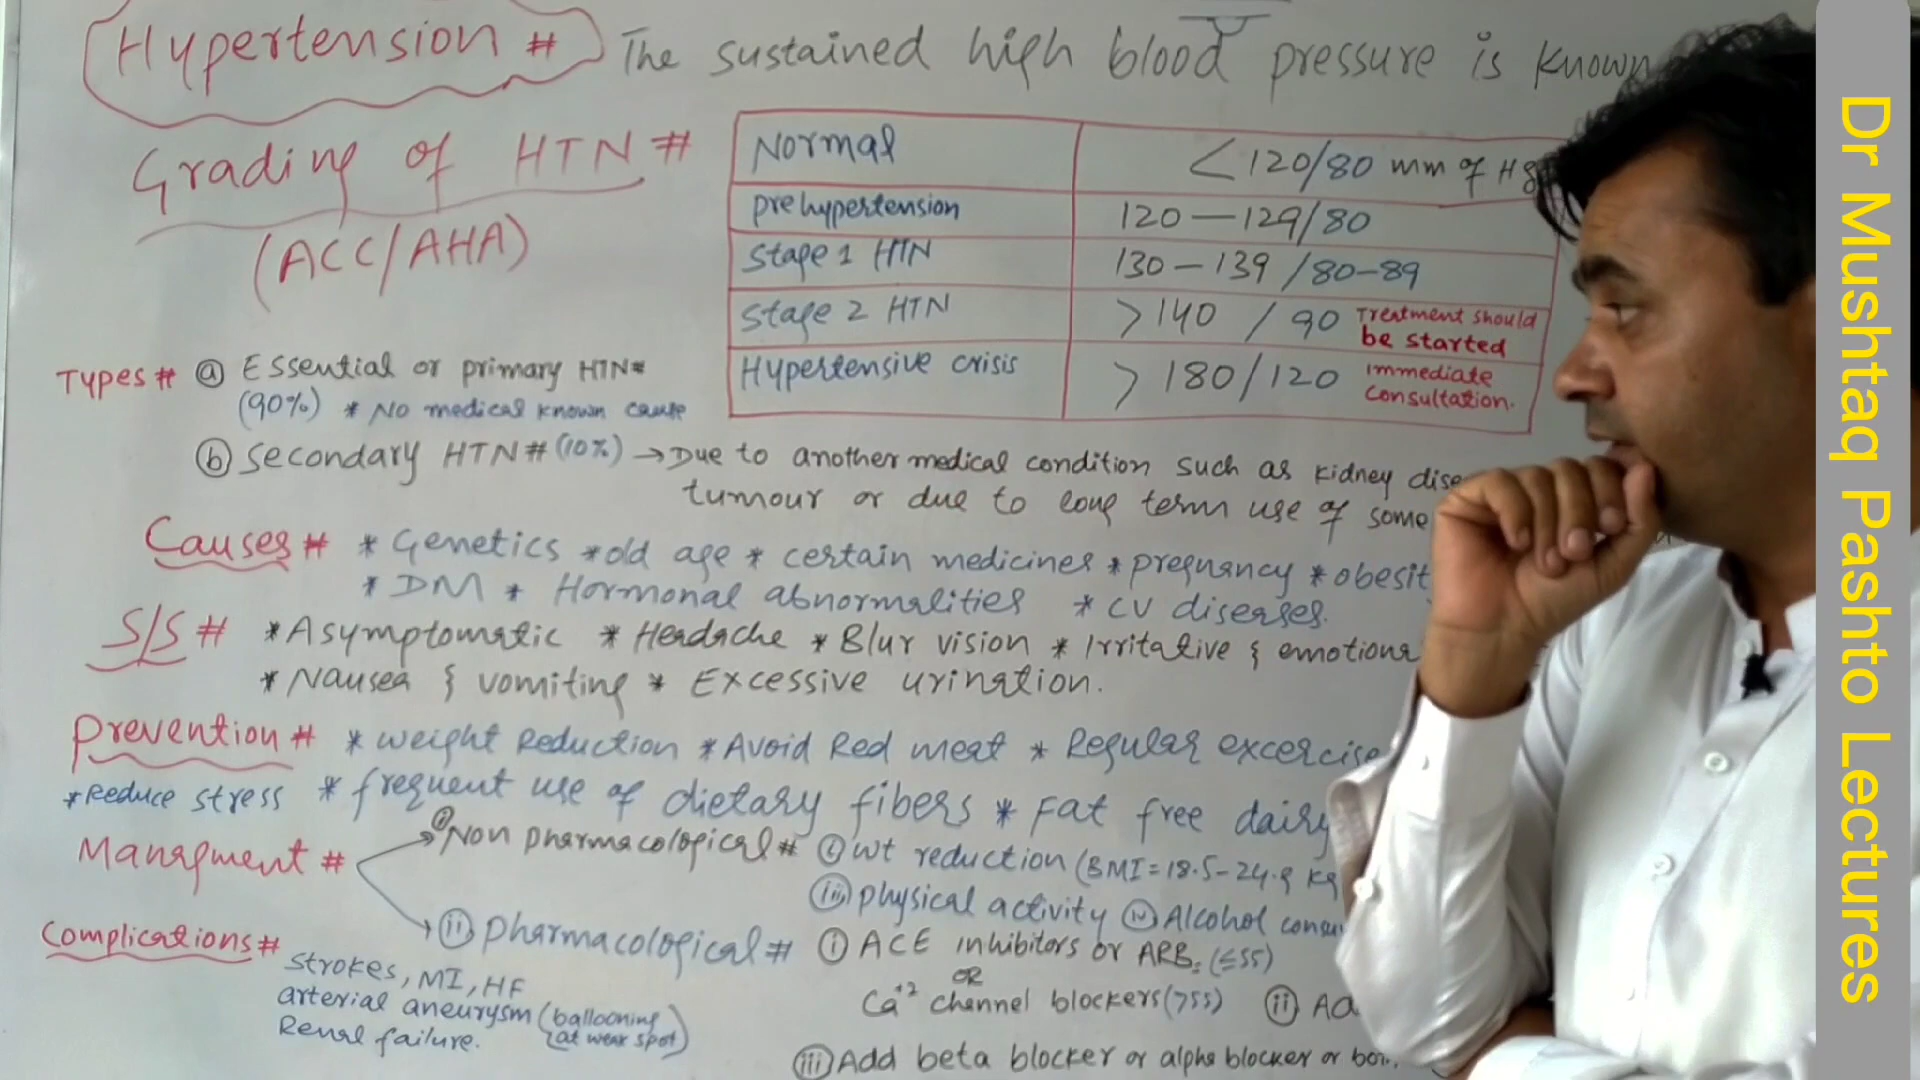 Hypertension # The sustained high blood pressure is known
Grading of HTN #
(ACC/AHA)
Normal <120/80 mm of Hg
prehypertension 120—129/80
Stage 1 HTN 130—139/80-89
Stage 2 HTN >140/90 Treatment should be started
Hypertensive crisis >180/120 immediate consultation.
Types # (a) Essential or primary HTN#
(90%) * No medical known cause
(b) Secondary HTN# (10%) → Due to another medical condition such as kidney
tumour or due to long term use of some
Causes # * Genetics * old age * certain medicines * pregnancy *
* DM * Hormonal abnormalities * CV diseases.
S/S # * Asymptomatic * Headache * Blur vision * Irritative &
* Nausea & vomiting * Excessive urination.
Prevention # * weight Reduction * Avoid Red meat * Regular excercise
* Reduce stress * frequent use of dietary fibers * Fat free dairy
Managment # (i) Non pharmacological # (i) wt reduction (BMI = 18.5-24.9
(iii) physical activity (iv) Alcohol
(ii) pharmacological # (i) ACE inhibitors or ARBs (≤55)
OR
Ca+2 channel blockers (>55) (ii)
(iii) Add beta blocker or alpha blocker or
Complications #
Strokes, MI, HF
arterial aneurysm (ballooning at weak spot)
Renal failure.
Dr Mushtaq Pashto Lectures